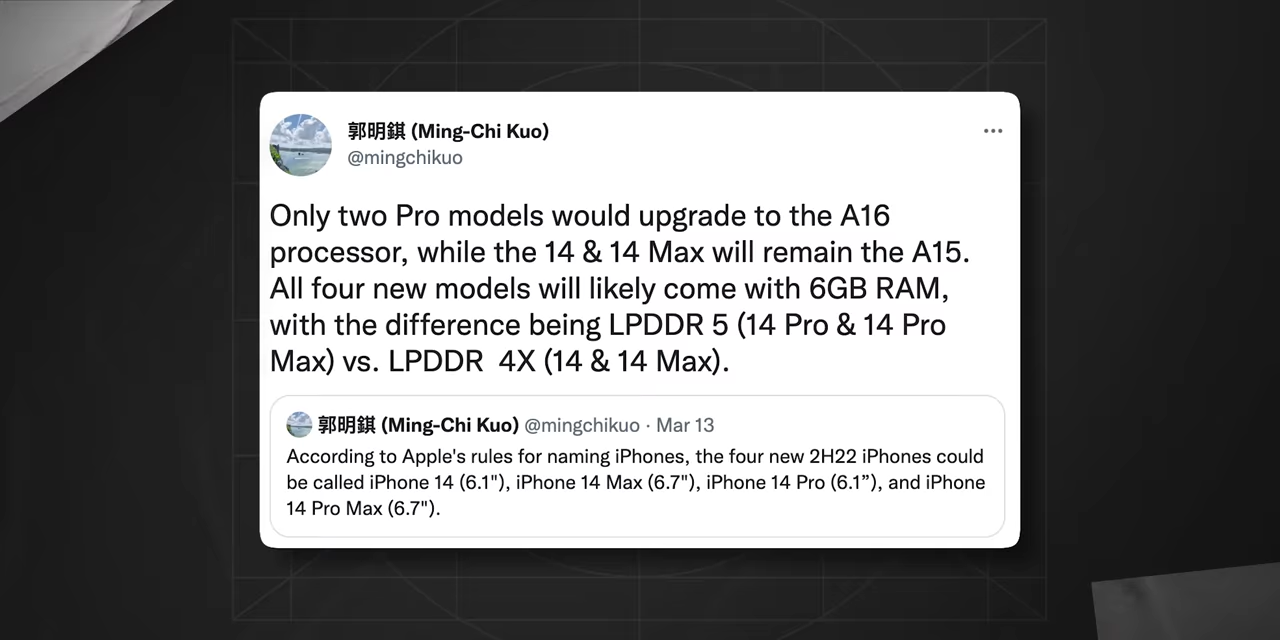 郭明錤 (Ming-Chi Kuo)
@mingchikuo
Only two Pro models would upgrade to the A16
processor, while the 14 & 14 Max will remain the A15.
All four new models will likely come with 6GB RAM,
with the difference being LPDDR 5 (14 Pro & 14 Pro
Max) vs. LPDDR  4X (14 & 14 Max).
郭明錤 (Ming-Chi Kuo) @mingchikuo · Mar 13
According to Apple's rules for naming iPhones, the four new 2H22 iPhones could
be called iPhone 14 (6.1"), iPhone 14 Max (6.7"), iPhone 14 Pro (6.1”), and iPhone
14 Pro Max (6.7").